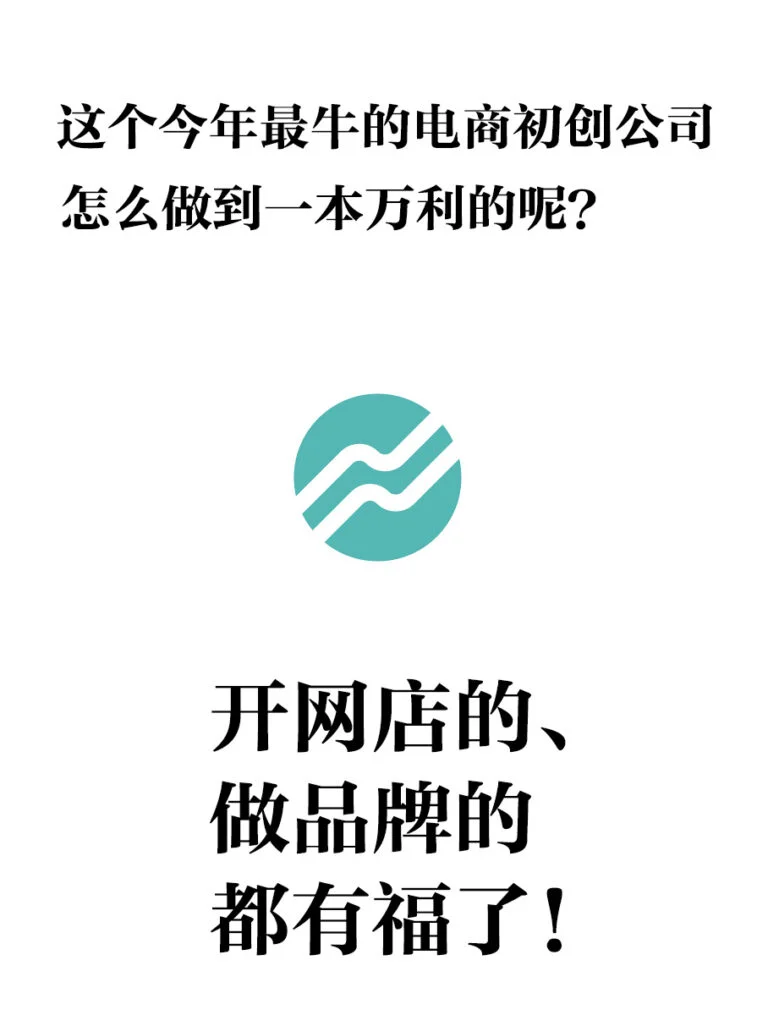 这个今年最牛的电商初创公司
怎么做到一本万利的呢？
开网店的、
做品牌的
都有福了！